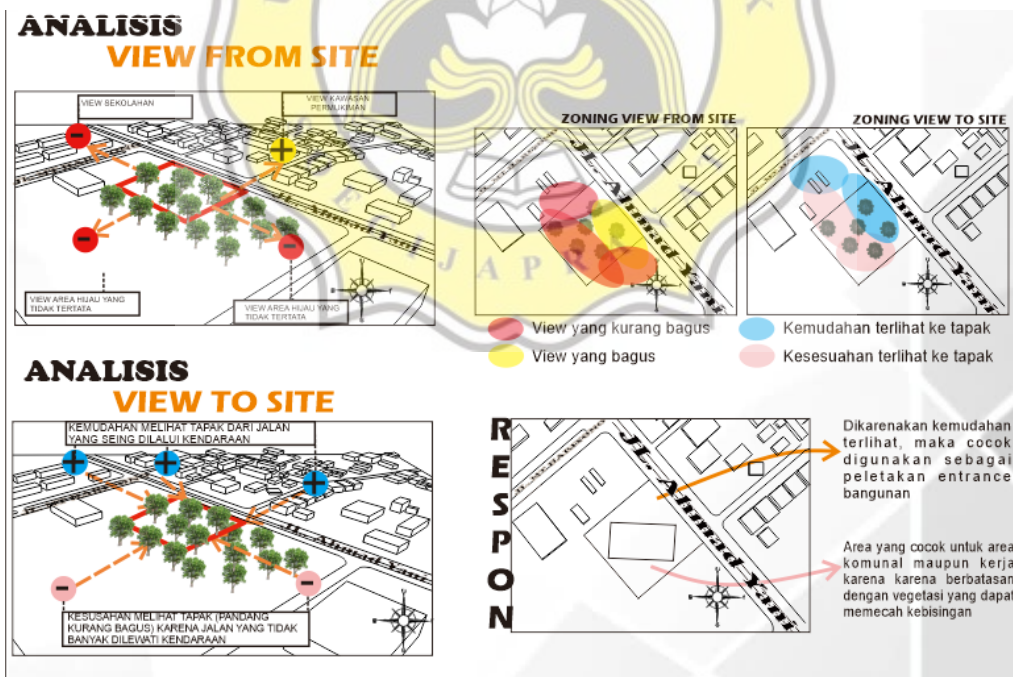 ANALISIS
VIEW FROM SITE
VIEW SEKOLAHAN
VIEW KAWASAN
PERMUKIMAN
JL. Ahmad Yani
VIEW AREA HIJAU YANG
TIDAK TERTATA
VIEW AREA HIJAU YANG
TIDAK TERTATA
ZONING VIEW FROM SITE
JL. Ahmad Yani
ZONING VIEW TO SITE
JL. Ahmad Yani
IJAPR
View yang kurang bagus
View yang bagus
Kemudahan terlihat ke tapak
Kesesuahan terlihat ke tapak
ANALISIS
VIEW TO SITE
KEMUDAHAN MELIHAT TAPAK DARI JALAN
YANG SEING DILALUI KENDARAAN
JL. Ahmad Yani
KESUSAHAN MELIHAT TAPAK (PANDANG
KURANG BAGUS) KARENA JALAN YANG TIDAK
BANYAK DILEWATI KENDARAAN
RESPON
JL. Ahmad Yani
Dikarenakan kemudahan
terlihat, maka cocok
digunakan sebagai
peletakan entrance
bangunan
Area yang cocok untuk area
komunal maupun kerja
karena karena berbatasan
dengan vegetasi yang dapat
memecah kebisingan